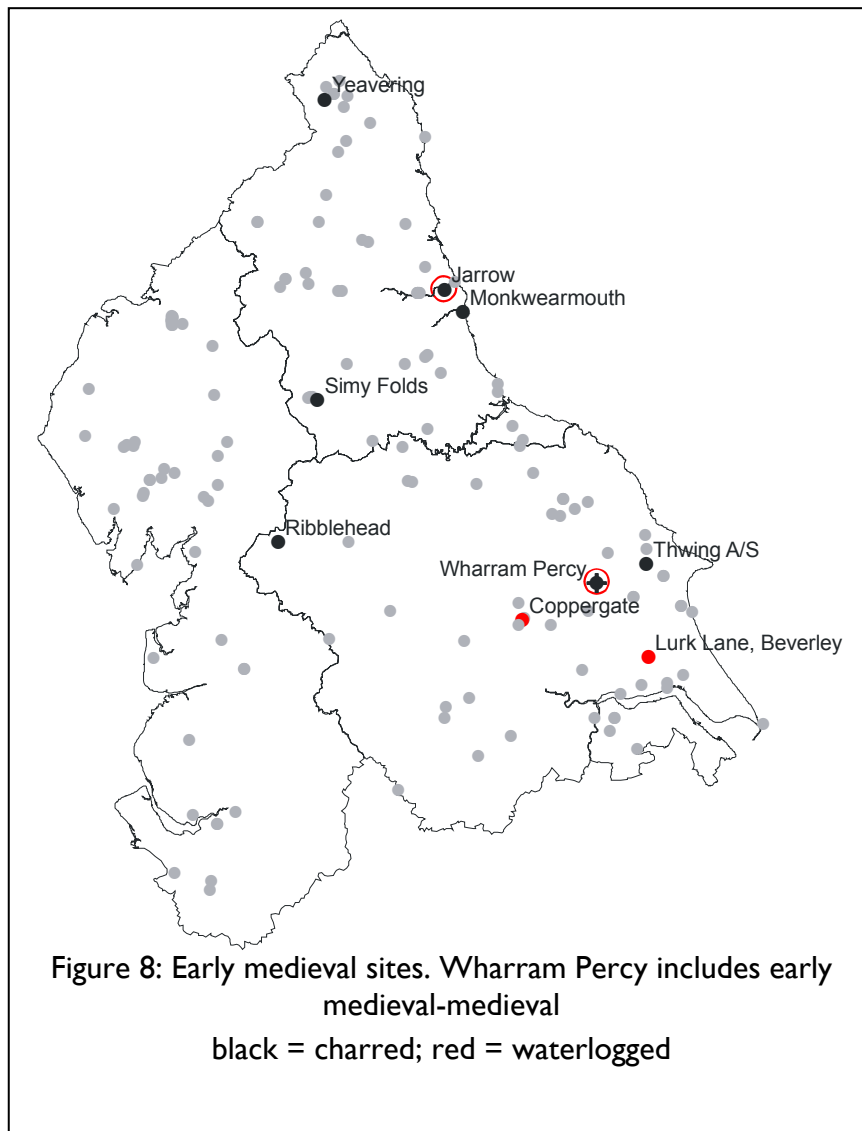 Yeavering
Jarrow
Monkwearmouth
Simy Folds
Ribblehead
Thwing A/S
Wharram Percy
Coppergate
Lurk Lane, Beverley
Figure 8: Early medieval sites. Wharram Percy includes early
medieval-medieval
black = charred; red = waterlogged